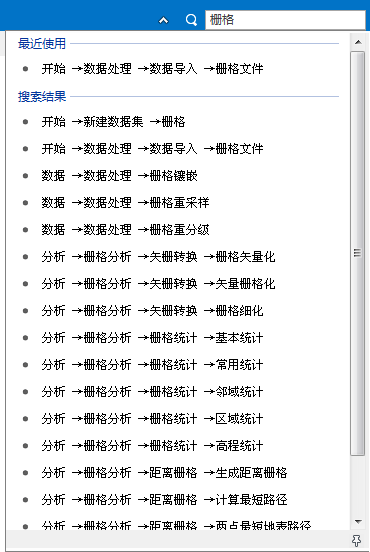 栅格
最近使用
开始 →数据处理 →数据导入 →栅格文件
搜索结果
开始 →新建数据集 →栅格
开始 →数据处理 →数据导入 →栅格文件
数据 →数据处理 →栅格镶嵌
数据 →数据处理 →栅格重采样
数据 →数据处理 →栅格重分级
分析 →栅格分析 →矢栅转换 →栅格矢量化
分析 →栅格分析 →矢栅转换 →矢量栅格化
分析 →栅格分析 →矢栅转换 →栅格细化
分析 →栅格分析 →栅格统计 →基本统计
分析 →栅格分析 →栅格统计 →常用统计
分析 →栅格分析 →栅格统计 →邻域统计
分析 →栅格分析 →栅格统计 →区域统计
分析 →栅格分析 →栅格统计 →高程统计
分析 →栅格分析 →距离栅格 →生成距离栅格
分析 →栅格分析 →距离栅格 →计算最短路径
分析 →栅格分析 →距离栅格 →两点最短地表路径